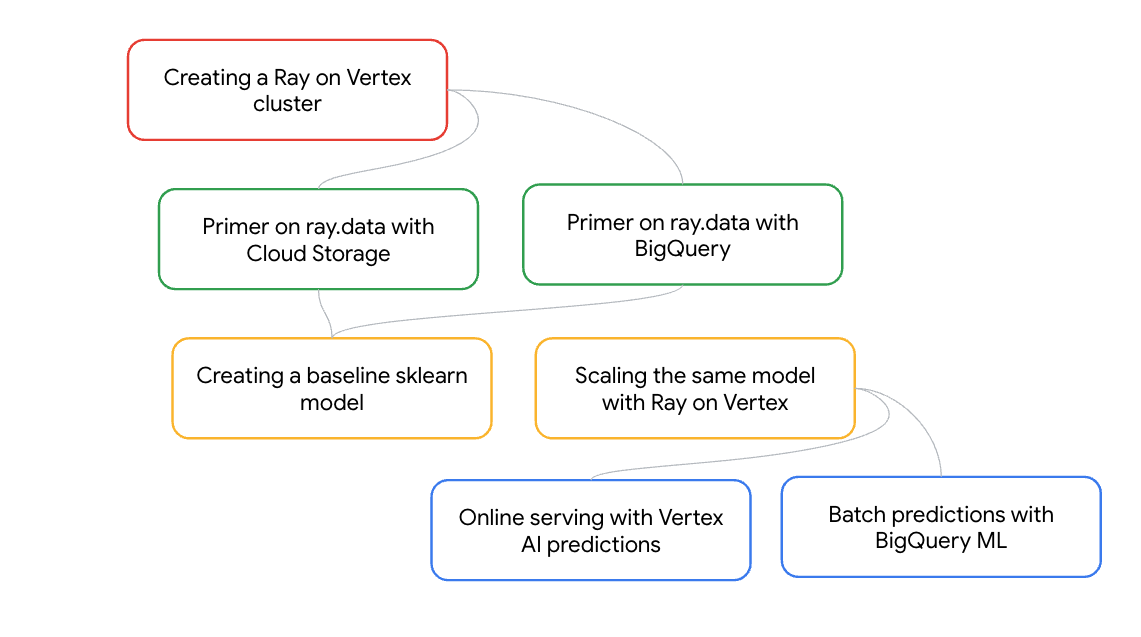 Creating a Ray on Vertex
cluster
Primer on ray.data with
Cloud Storage
Primer on ray.data with
BigQuery
Creating a baseline sklearn
model
Scaling the same model
with Ray on Vertex
Online serving with Vertex
AI predictions
Batch predictions with
BigQuery ML